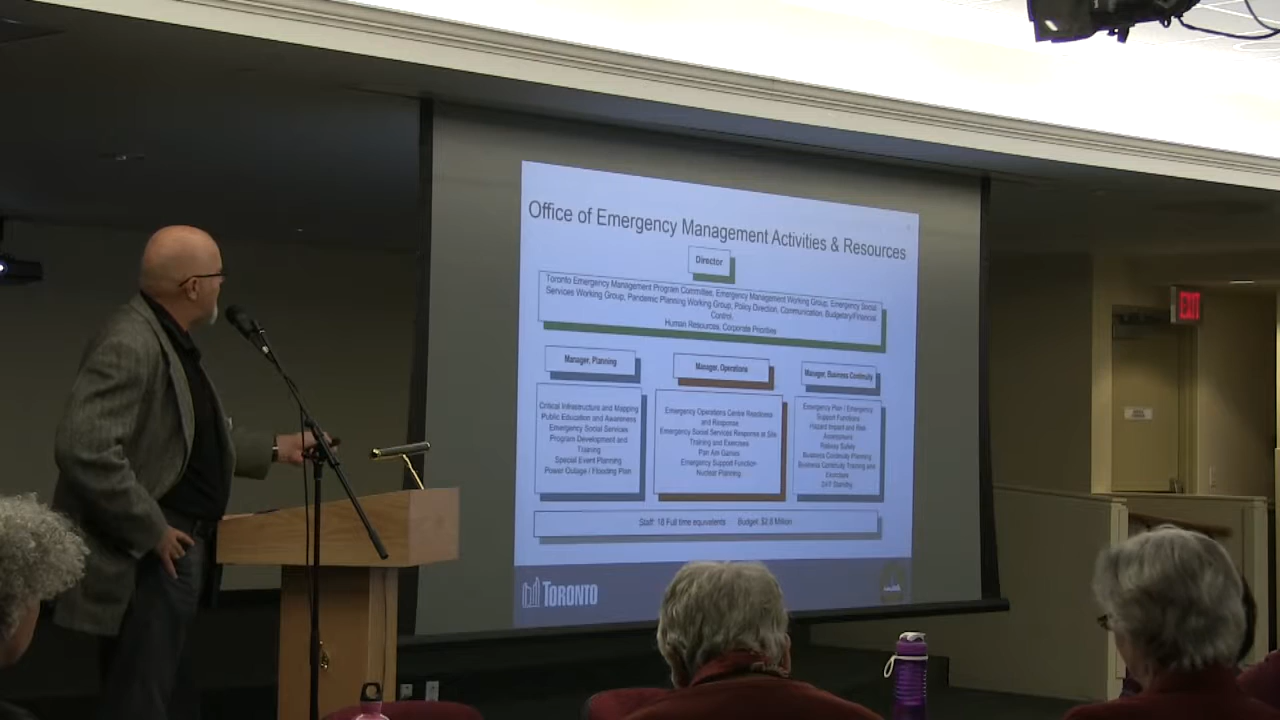 Office of Emergency Management Activities & Resources
Director
Toronto Emergency Management Program Committee, Emergency Management Working Group, Emergency Social
Services Working Group, Pandemic Planning Working Group, Policy Direction, Communication, Budgetary/Financial
Control,
Human Resources, Corporate Priorities
Manager, Planning
Critical Infrastructure and Mapping
Public Education and Awareness
Emergency Social Services
Program Development and
Training
Special Event Planning
Power Outage / Flooding Plan
Manager, Operations
Emergency Operations Centre Readiness
and Response
Emergency Social Services Response at Site
Training and Exercises
Pan Am Games
Emergency Support Function
Nuclear Planning
Manager, Business Continuity
Emergency Plan / Emergency
Support Functions
Hazard Impact and Risk
Assessment
Railway Safety
Business Continuity Planning
Business Continuity Training and
Exercises
24/7 Standby
Staff: 18 Full time equivalents Budget: $2.8 Million
TORONTO
EXIT